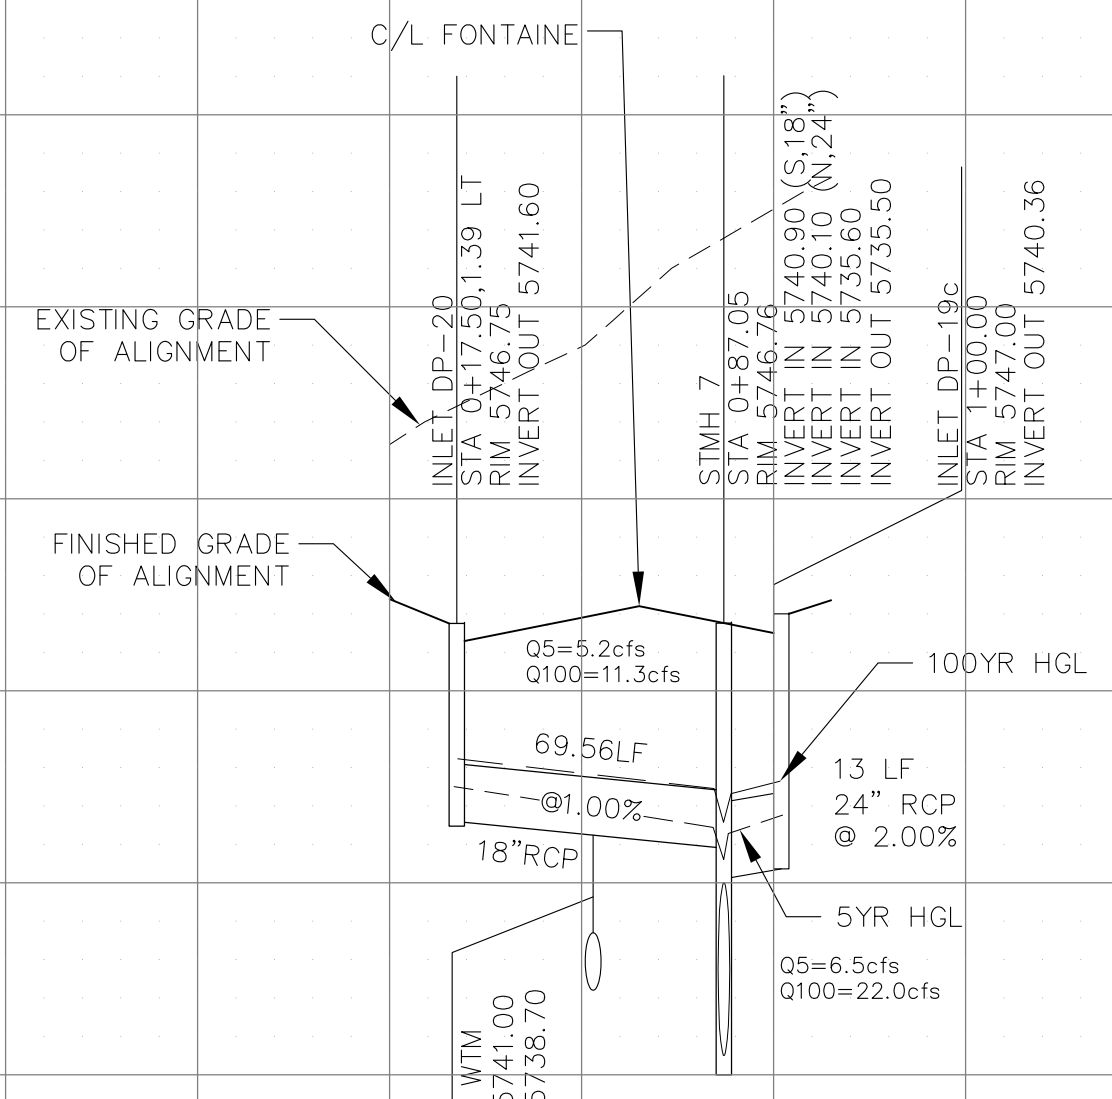 C/L FONTAINE
EXISTING GRADE
OF ALIGNMENT
INLET DP-20
STA 0+17.50,1.39 LT
RIM 5746.75
INVERT OUT 5741.60
STMH 7
STA 0+87.05
RIM 5746.76
INVERT IN 5740.90 (S,18")
INVERT IN 5740.10 (N,24")
INVERT IN 5735.60
INVERT OUT 5735.50
INLET DP-19c
STA 1+00.00
RIM 5747.00
INVERT OUT 5740.36
FINISHED GRADE
OF ALIGNMENT
Q5=5.2cfs
Q100=11.3cfs
100YR HGL
69.56LF
@1.00%
18"RCP
13 LF
24" RCP
@ 2.00%
5YR HGL
Q5=6.5cfs
Q100=22.0cfs
WTM
5741.00
5738.70